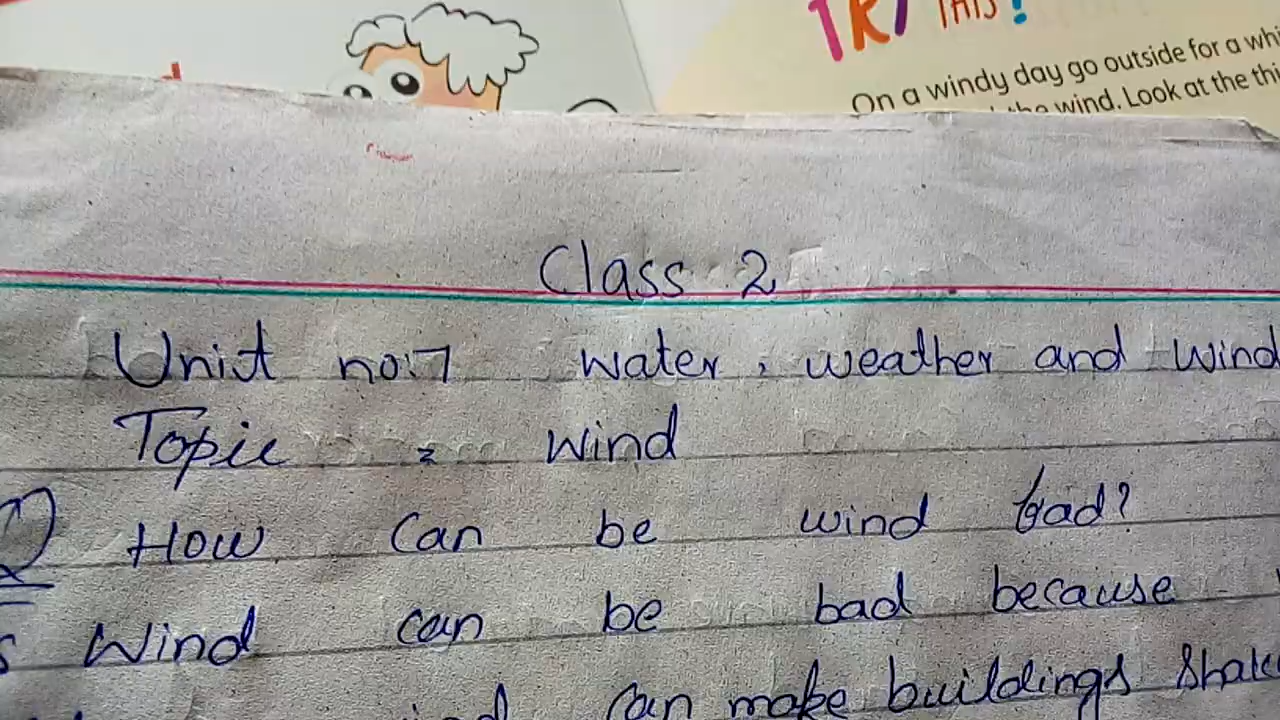 TRY THIS!
On a windy day go outside for a whi
the wind. Look at the thi
Class 2
Unit no:7 Water, weather and Wind
Topic = Wind
Q How can be wind bad?
s Wind can be bad because
can make buildings Shake